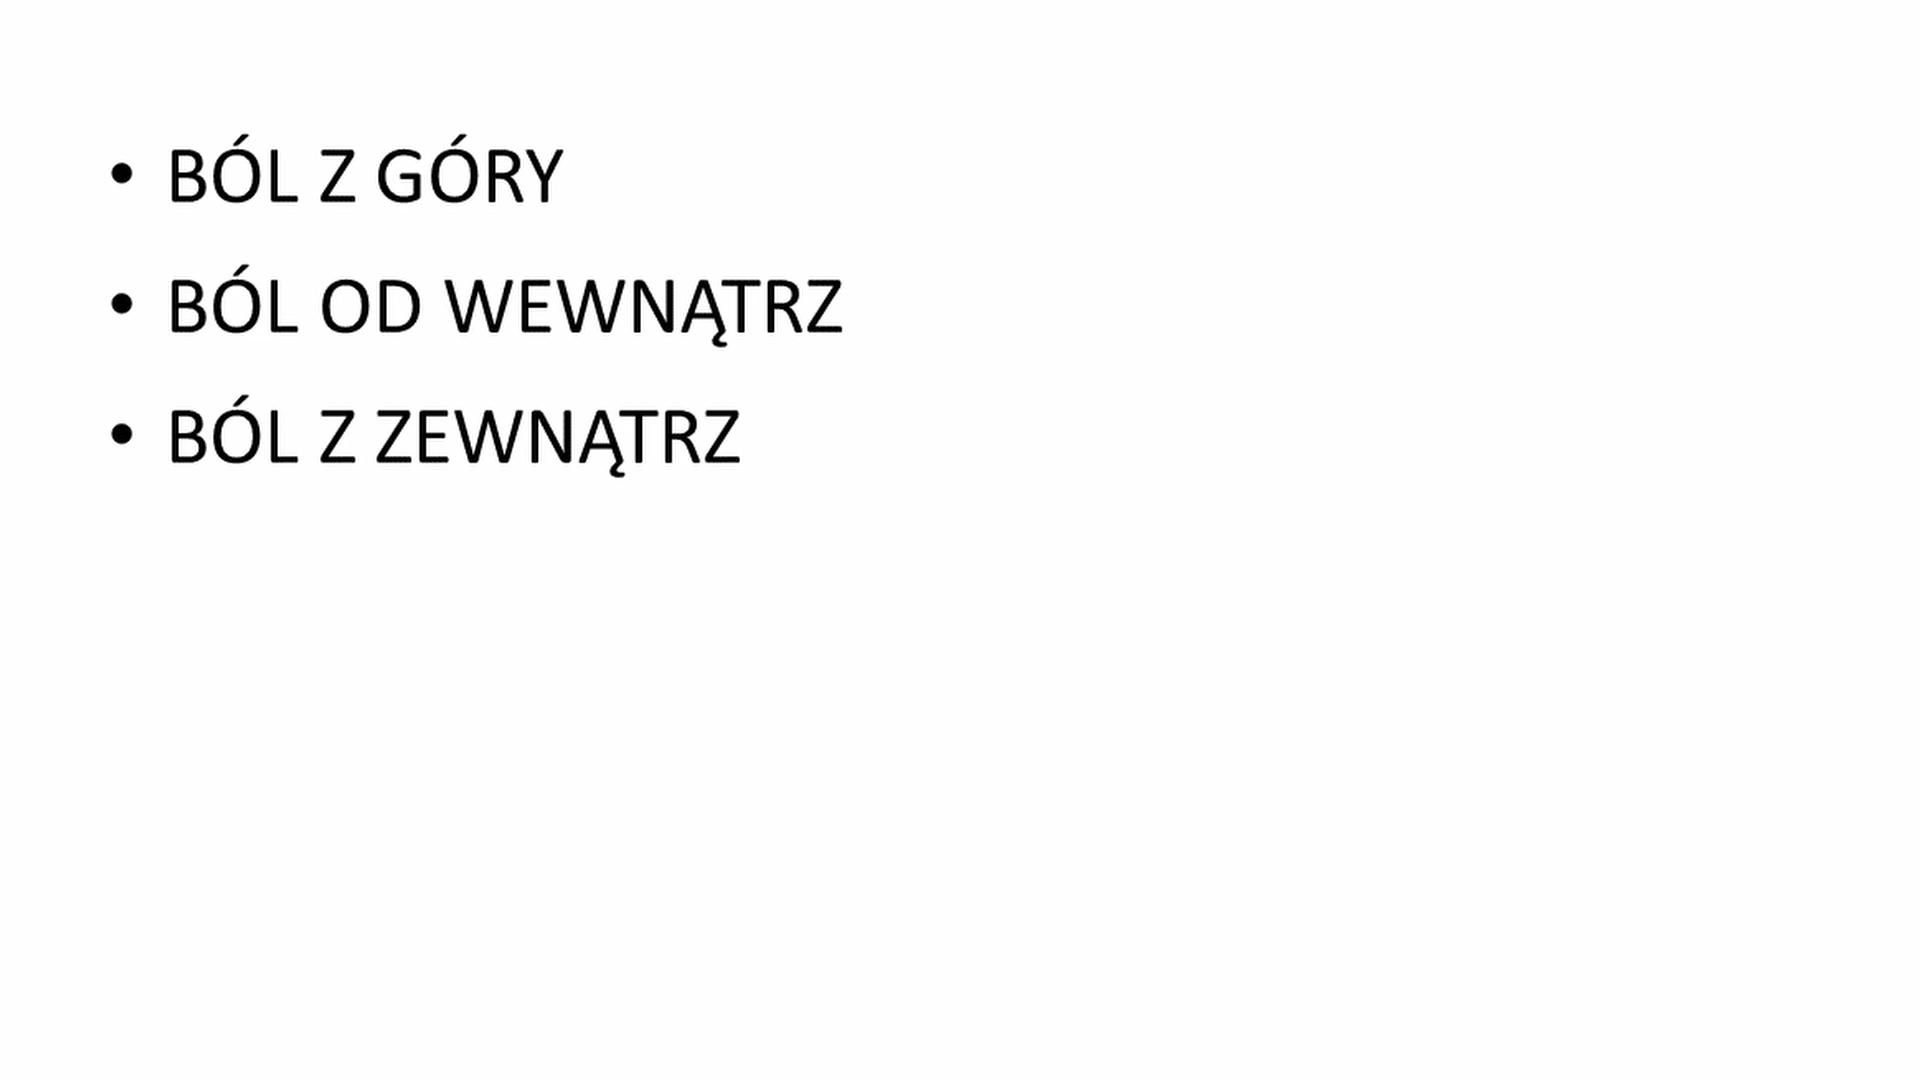 • BÓL Z GÓRY
• BÓL OD WEWNĄTRZ
• BÓL Z ZEWNĄTRZ